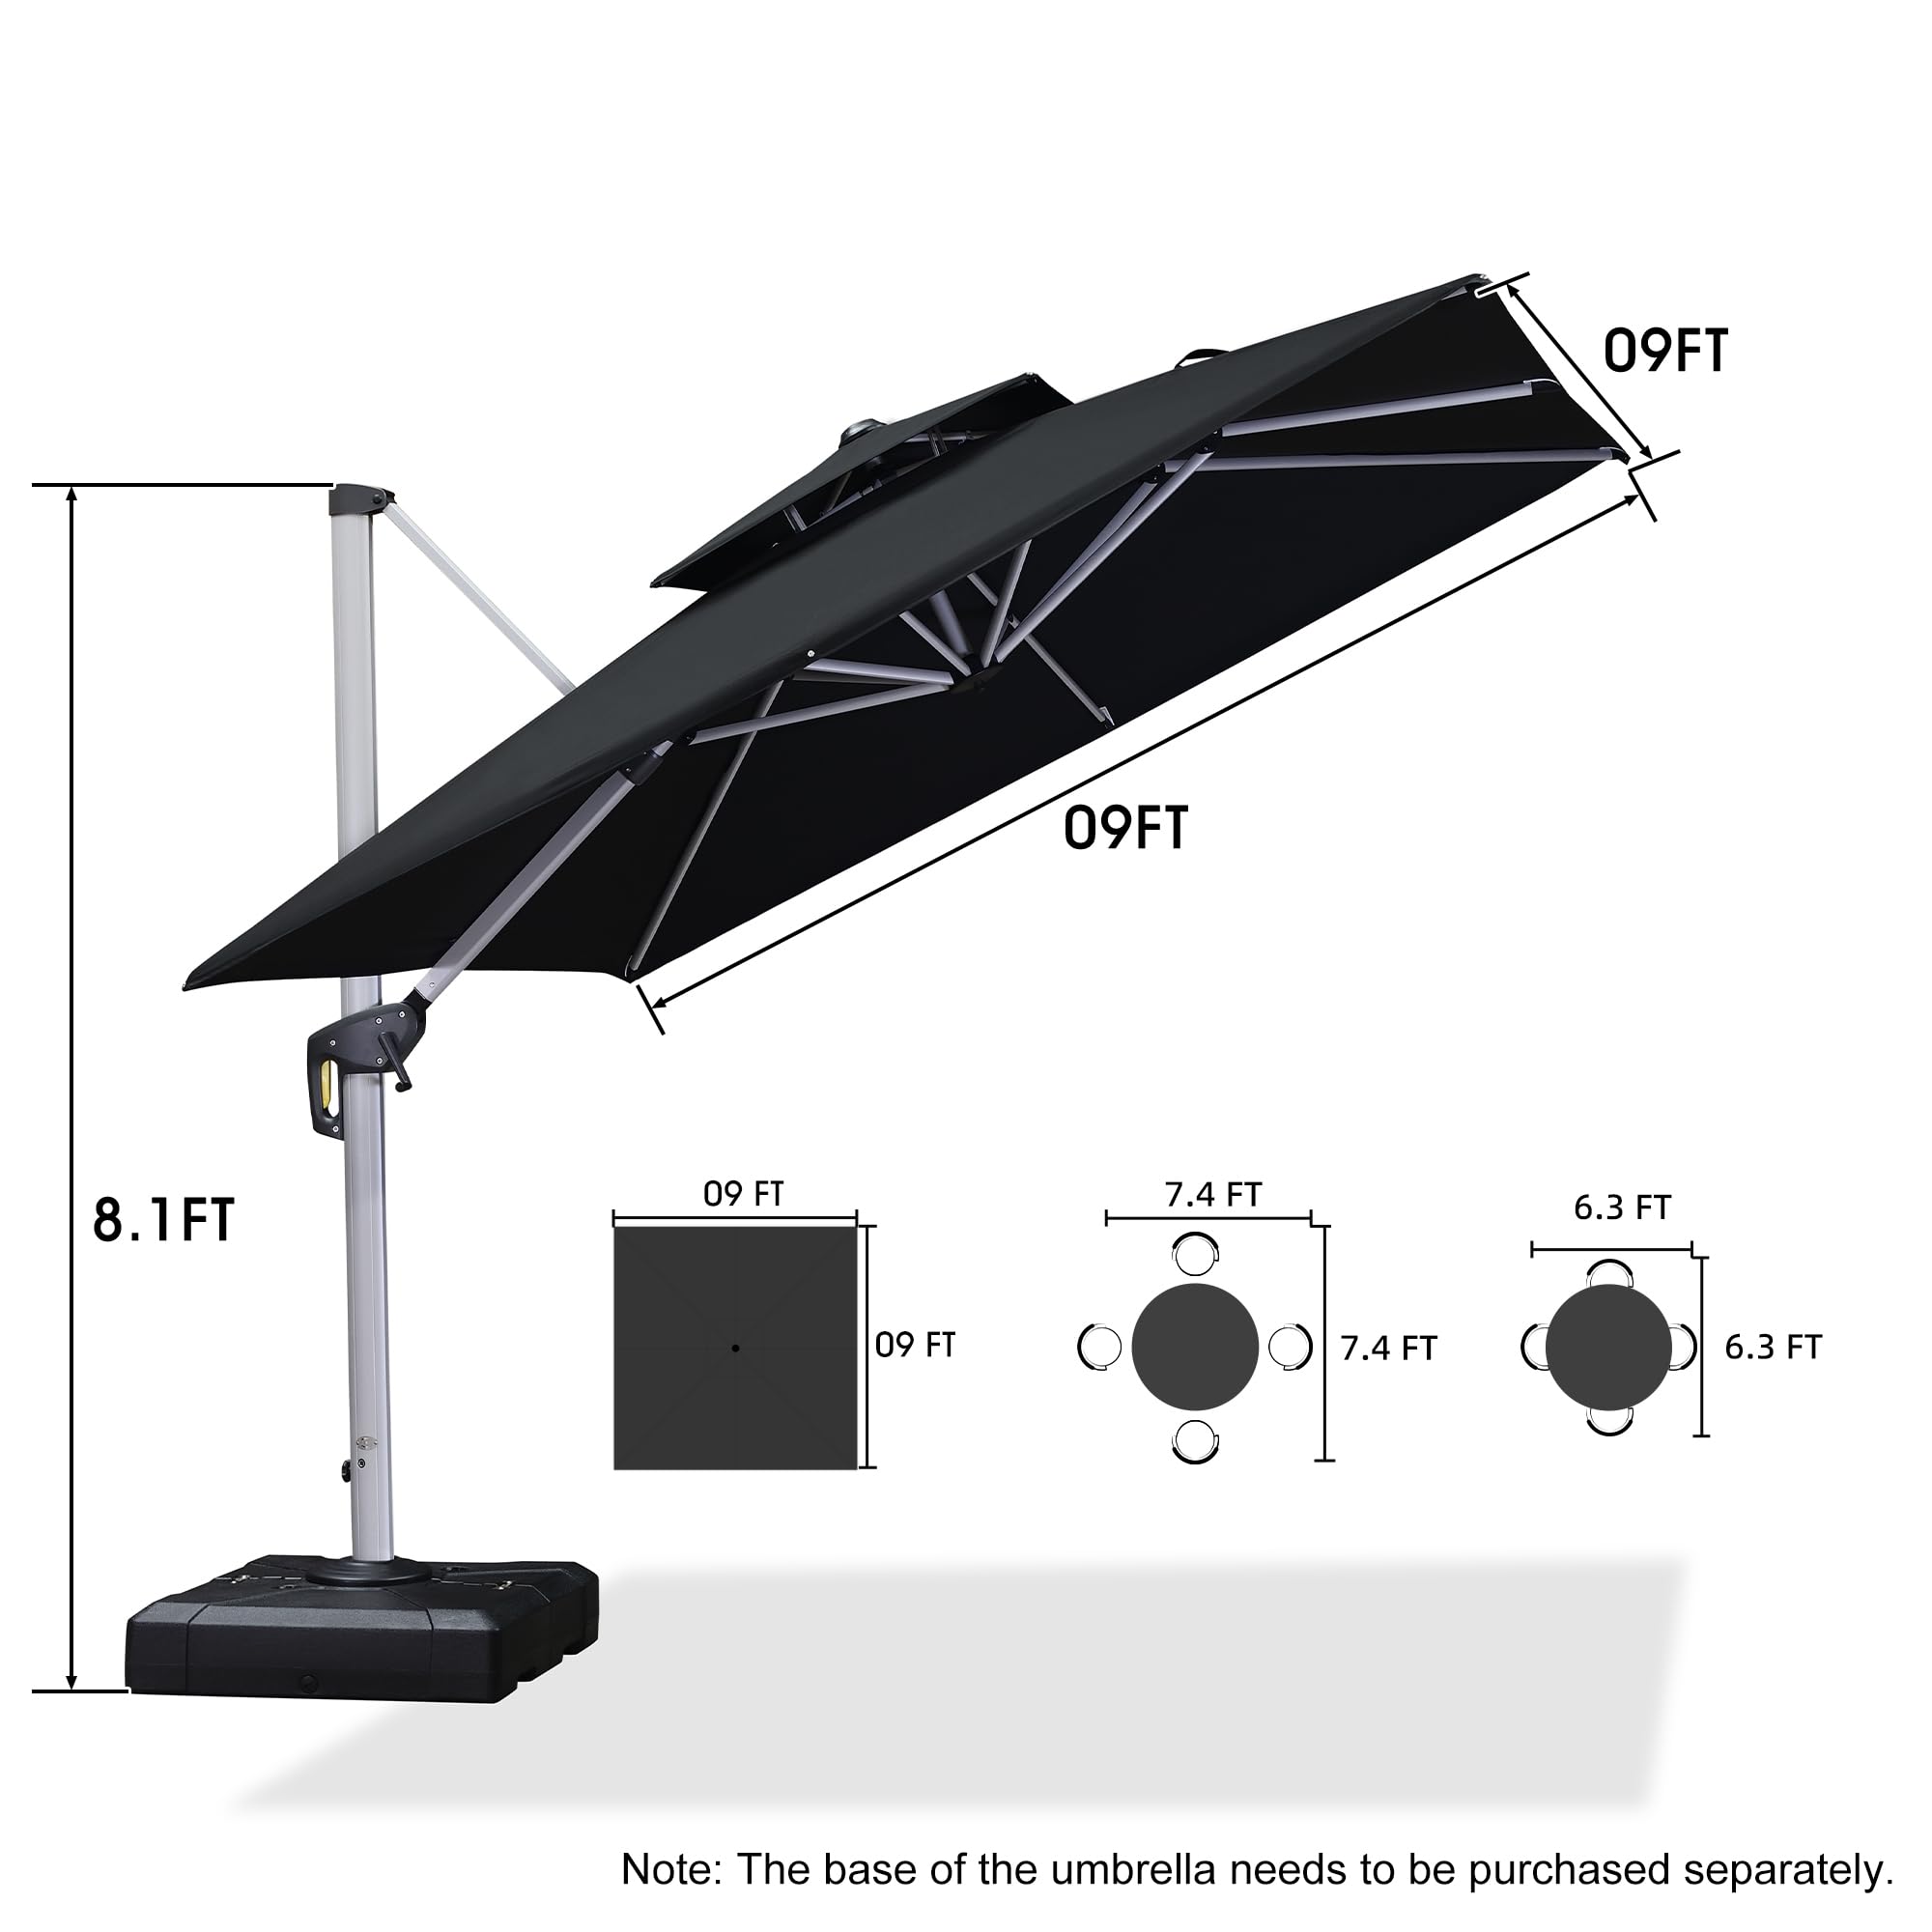 09FT
09FT
8.1FT
09 FT
09 FT
7.4 FT
7.4 FT
6.3 FT
6.3 FT
Note: The base of the umbrella needs to be purchased separately.